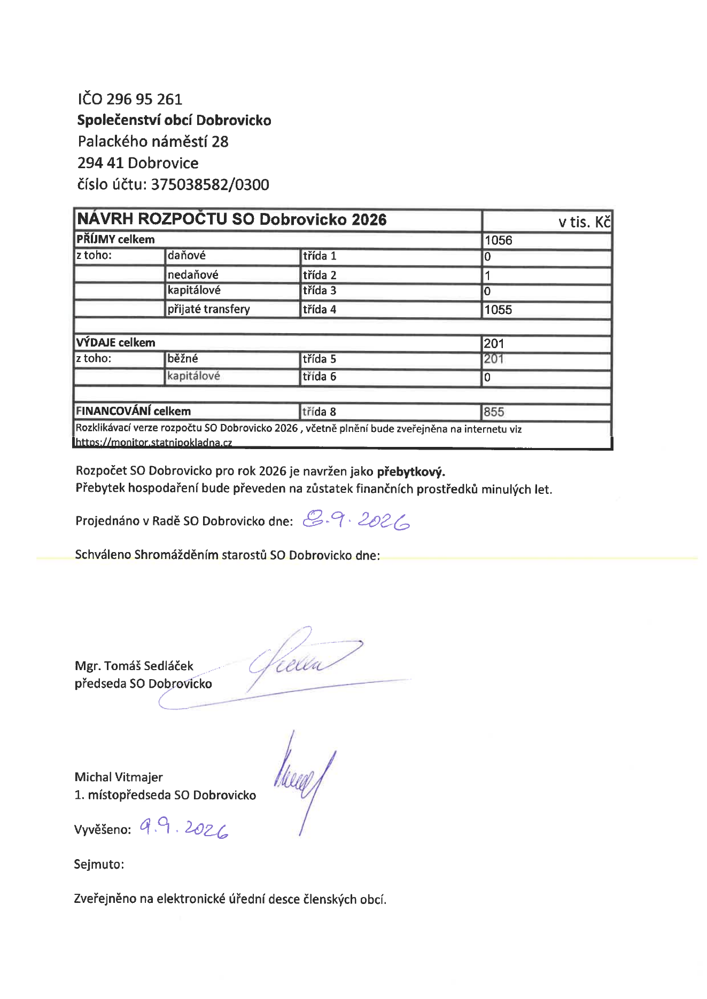 IČO 296 95 261
Společenství obcí Dobrovicko
Palackého náměstí 28
294 41 Dobrovice
číslo účtu: 375038582/0300
NÁVRH ROZPOČTU SO Dobrovicko 2026 v tis. Kč
PŘÍJMY celkem 1056
z toho: daňové třída 1 0
nedaňové třída 2 1
kapitálové třída 3 0
přijaté transfery třída 4 1055
VÝDAJE celkem 201
z toho: běžné třída 5 201
kapitálové třída 6 0
FINANCOVÁNÍ celkem třída 8 855
Rozklikávací verze rozpočtu SO Dobrovicko 2026 , včetně plnění bude zveřejněna na internetu viz
https://monitor.statnipokladna.cz
Rozpočet SO Dobrovicko pro rok 2026 je navržen jako přebytkový.
Přebytek hospodaření bude převeden na zůstatek finančních prostředků minulých let.
Projednáno v Radě SO Dobrovicko dne: 8.9.2026
Schváleno Shromážděním starostů SO Dobrovicko dne:
Mgr. Tomáš Sedláček
předseda SO Dobrovicko
Michal Vitmajer
1. místopředseda SO Dobrovicko
Vyvěšeno: 9.9.2026
Sejmuto:
Zveřejněno na elektronické úřední desce členských obcí.